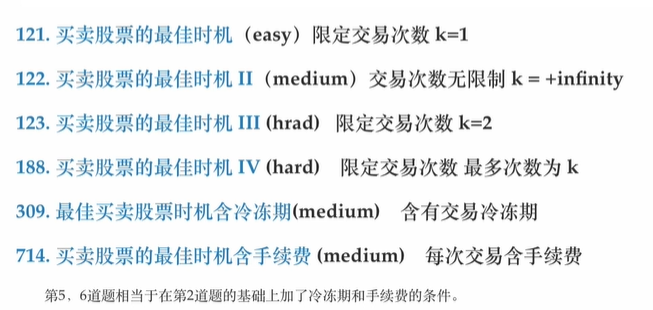 121. 买卖股票的最佳时机（easy）限定交易次数 k=1
122. 买卖股票的最佳时机 II（medium）交易次数无限制 k = +infinity
123. 买卖股票的最佳时机 III (hrad) 限定交易次数 k=2
188. 买卖股票的最佳时机 IV (hard) 限定交易次数 最多次数为 k
309. 最佳买卖股票时机含冷冻期(medium) 含有交易冷冻期
714. 买卖股票的最佳时机含手续费 (medium) 每次交易含手续费
第5、6道题相当于在第2道题的基础上加了冷冻期和手续费的条件。